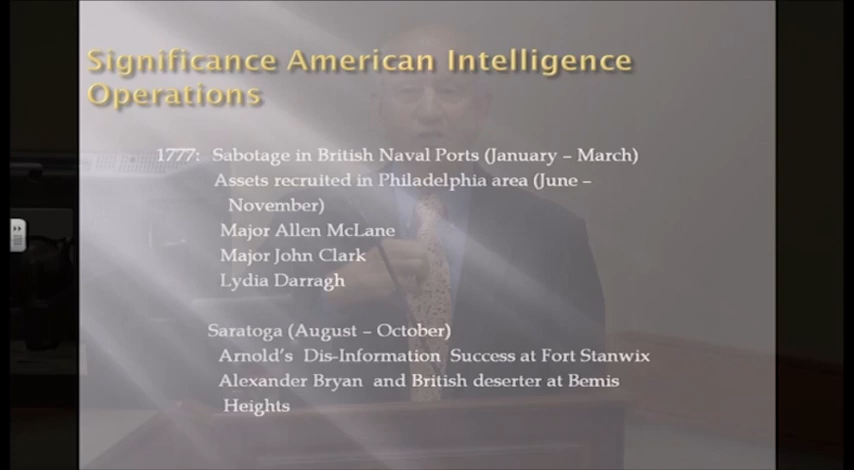 Significance American Intelligence
Operations
1777: Sabotage in British Naval Ports (January – March)
Assets recruited in Philadelphia area (June –
November)
Major Allen McLane
Major John Clark
Lydia Darragh
Saratoga (August – October)
Arnold's Dis-Information Success at Fort Stanwix
Alexander Bryan and British deserter at Bemis
Heights